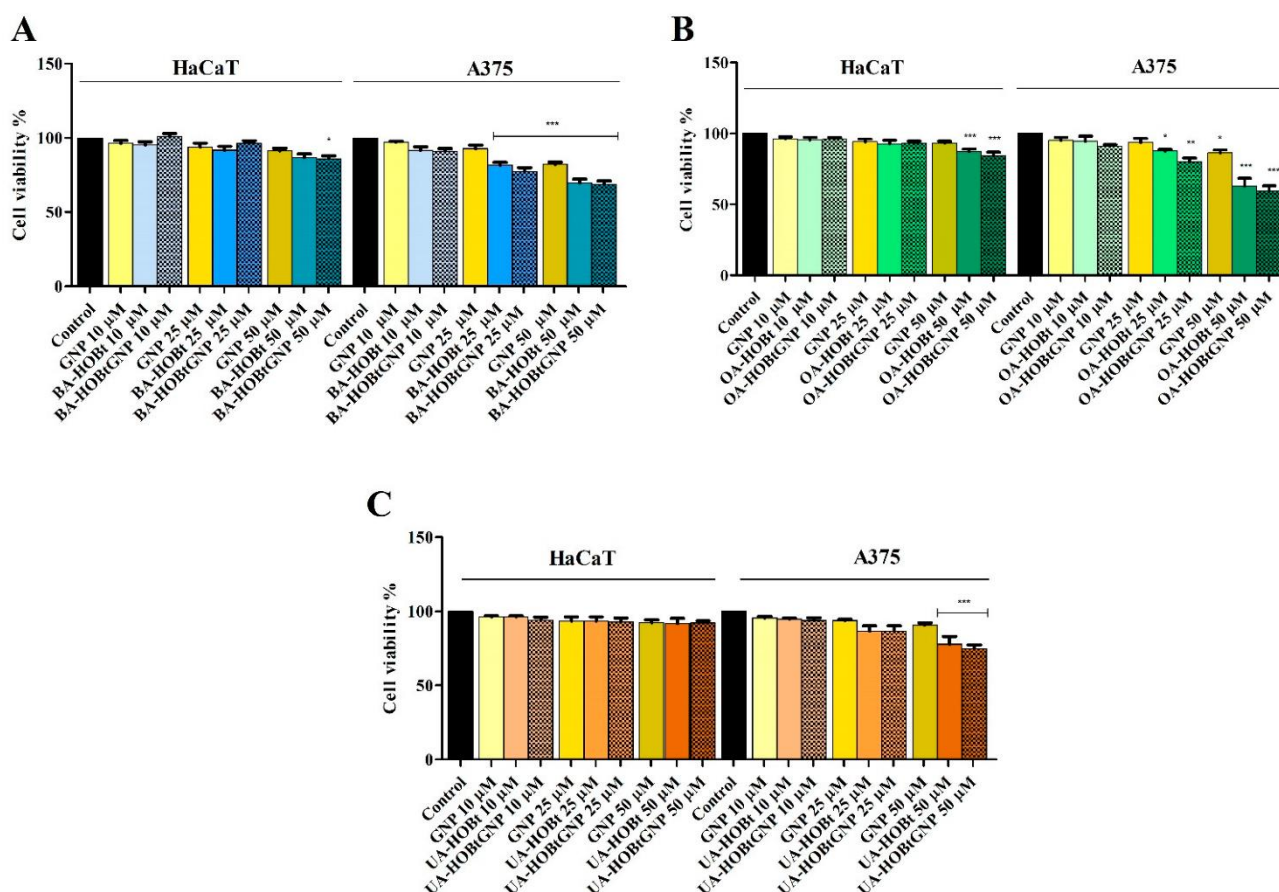 A
HaCaT
A375
Cell viability %
150
100
50
0
*
***
Control
GNP 10 μM
BA-HOBt 10 μM
BA-HOBtGNP 10 μM
GNP 25 μM
BA-HOBt 25 μM
BA-HOBtGNP 25 μM
GNP 50 μM
BA-HOBt 50 μM
BA-HOBtGNP 50 μM
Control
GNP 10 μM
BA-HOBt 10 μM
BA-HOBtGNP 10 μM
GNP 25 μM
BA-HOBt 25 μM
BA-HOBtGNP 25 μM
GNP 50 μM
BA-HOBt 50 μM
BA-HOBtGNP 50 μM
B
HaCaT
A375
Cell viability %
150
100
50
0
***
***
*
**
*
***
***
Control
GNP 10 μM
OA-HOBt 10 μM
OA-HOBtGNP 10 μM
GNP 25 μM
OA-HOBt 25 μM
OA-HOBtGNP 25 μM
GNP 50 μM
OA-HOBt 50 μM
OA-HOBtGNP 50 μM
Control
GNP 10 μM
OA-HOBt 10 μM
OA-HOBtGNP 10 μM
GNP 25 μM
OA-HOBt 25 μM
OA-HOBtGNP 25 μM
GNP 50 μM
OA-HOBt 50 μM
OA-HOBtGNP 50 μM
C
HaCaT
A375
Cell viability %
150
100
50
0
***
Control
GNP 10 μM
UA-HOBt 10 μM
UA-HOBtGNP 10 μM
GNP 25 μM
UA-HOBt 25 μM
UA-HOBtGNP 25 μM
GNP 50 μM
UA-HOBt 50 μM
UA-HOBtGNP 50 μM
Control
GNP 10 μM
UA-HOBt 10 μM
UA-HOBtGNP 10 μM
GNP 25 μM
UA-HOBt 25 μM
UA-HOBtGNP 25 μM
GNP 50 μM
UA-HOBt 50 μM
UA-HOBtGNP 50 μM